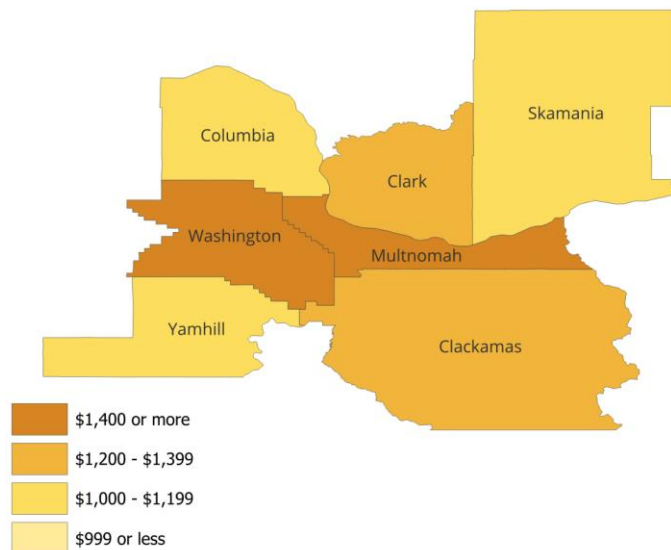 Skamania
Columbia
Clark
Washington
Multnomah
Yamhill
Clackamas
$1,400 or more
$1,200 - $1,399
$1,000 - $1,199
$999 or less